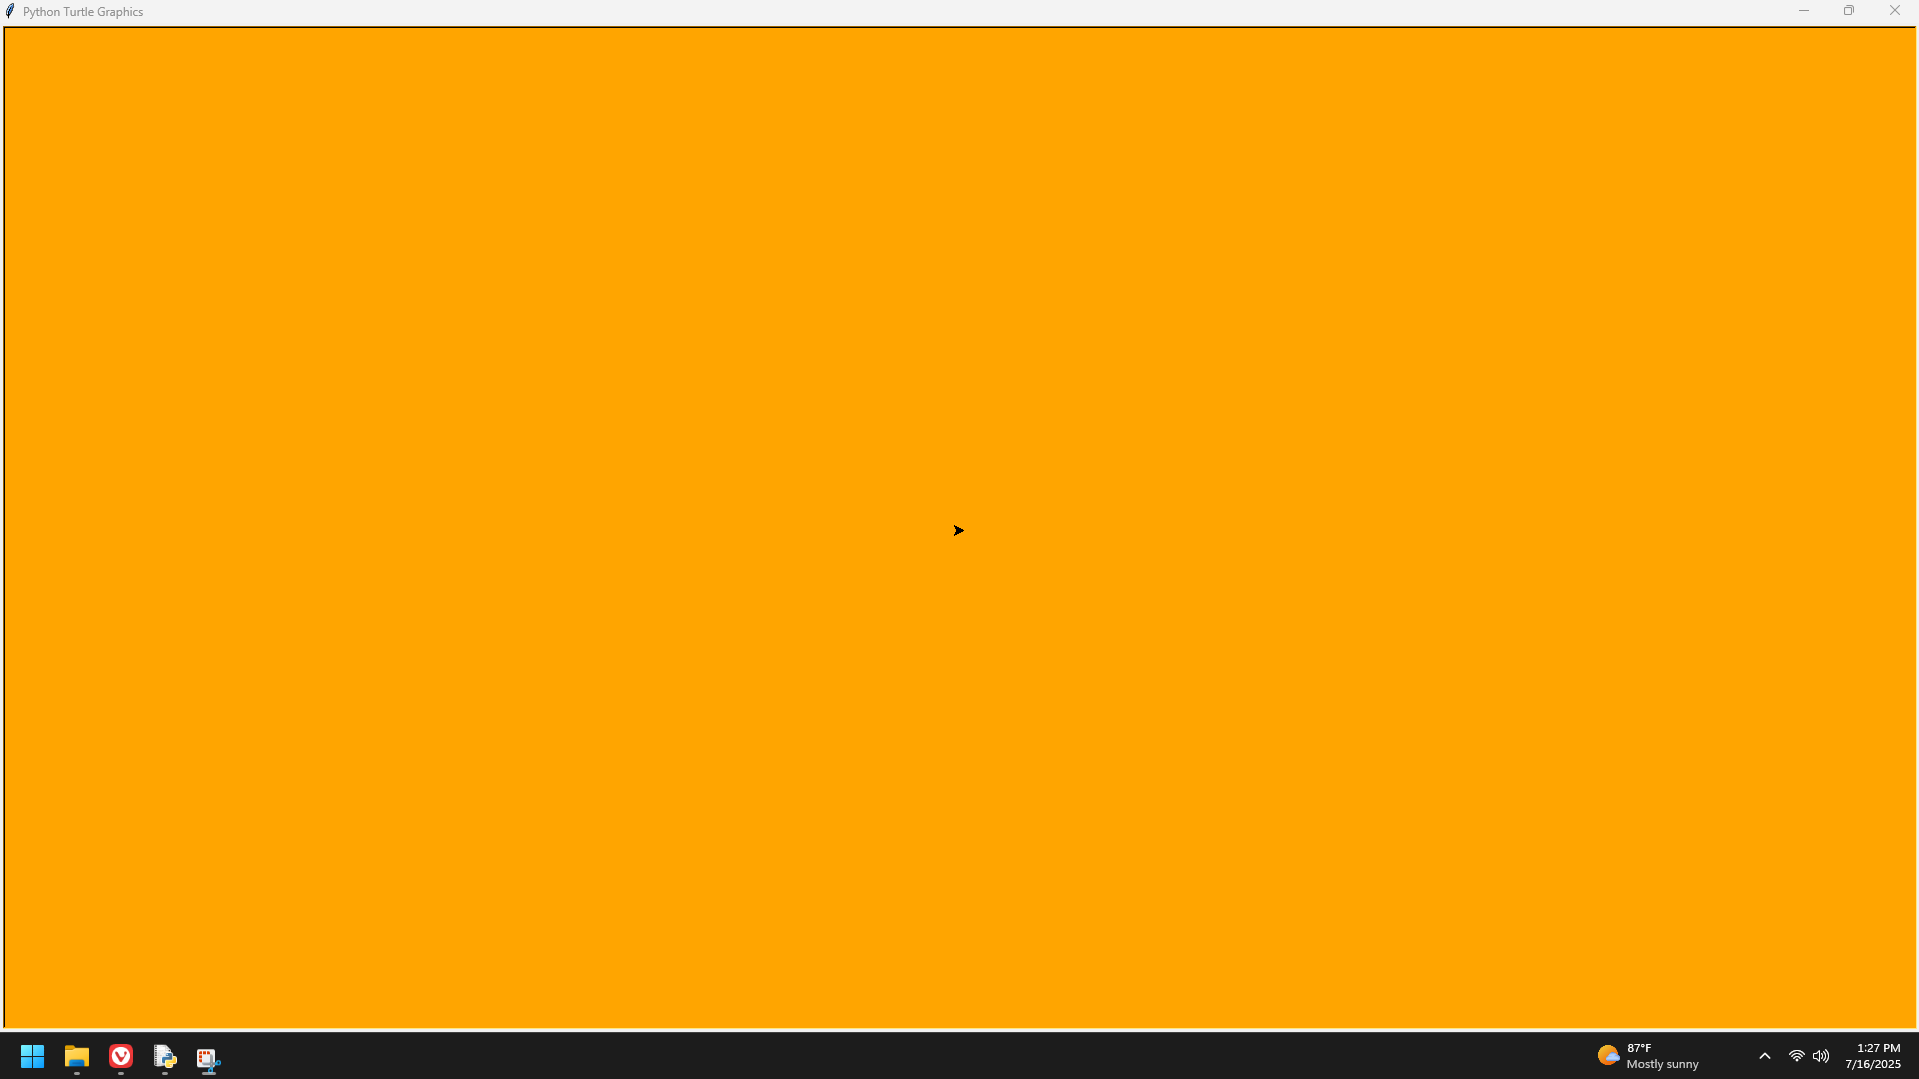 Python Turtle Graphics
87°F
Mostly sunny
1:27 PM
7/16/2025